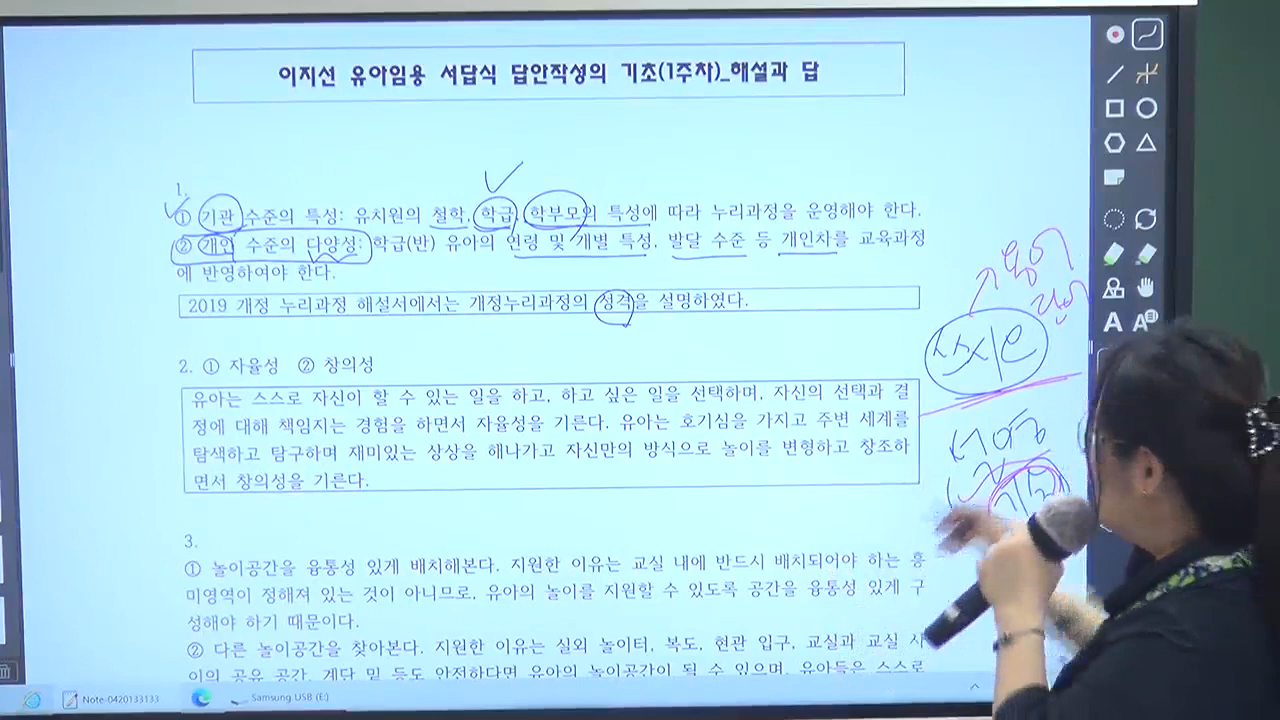 이지선 유아임용 서답식 답안작성의 기초(1주차)_해설과 답
1.
① 기관 수준의 특성: 유치원의 철학, 학급, 학부모의 특성에 따라 누리과정을 운영해야 한다.
② 개인 수준의 다양성: 학급(반) 유아의 연령 및 개별 특성, 발달 수준 등 개인차를 교육과정
에 반영하여야 한다.
2019 개정 누리과정 해설서에서는 개정누리과정의 성격을 설명하였다.
2. ① 자율성 ② 창의성
유아는 스스로 자신이 할 수 있는 일을 하고, 하고 싶은 일을 선택하며, 자신의 선택과 결
정에 대해 책임지는 경험을 하면서 자율성을 기른다. 유아는 호기심을 가지고 주변 세계를
탐색하고 탐구하며 재미있는 상상을 해나가고 자신만의 방식으로 놀이를 변형하고 창조하
면서 창의성을 기른다.
3.
① 놀이공간을 융통성 있게 배치해본다. 지원한 이유는 교실 내에 반드시 배치되어야 하는 흥
미영역이 정해져 있는 것이 아니므로, 유아의 놀이를 지원할 수 있도록 공간을 융통성 있게 구
성해야 하기 때문이다.
② 다른 놀이공간을 찾아본다. 지원한 이유는 실외 놀이터, 복도, 현관 입구, 교실과 교실 사
이의 공유 공간, 계단 밑 등도 안전하다면 유아의 놀이공간이 될 수 있으며, 유아들은 스스로
Note-0420133133
Samsung USB (E:)